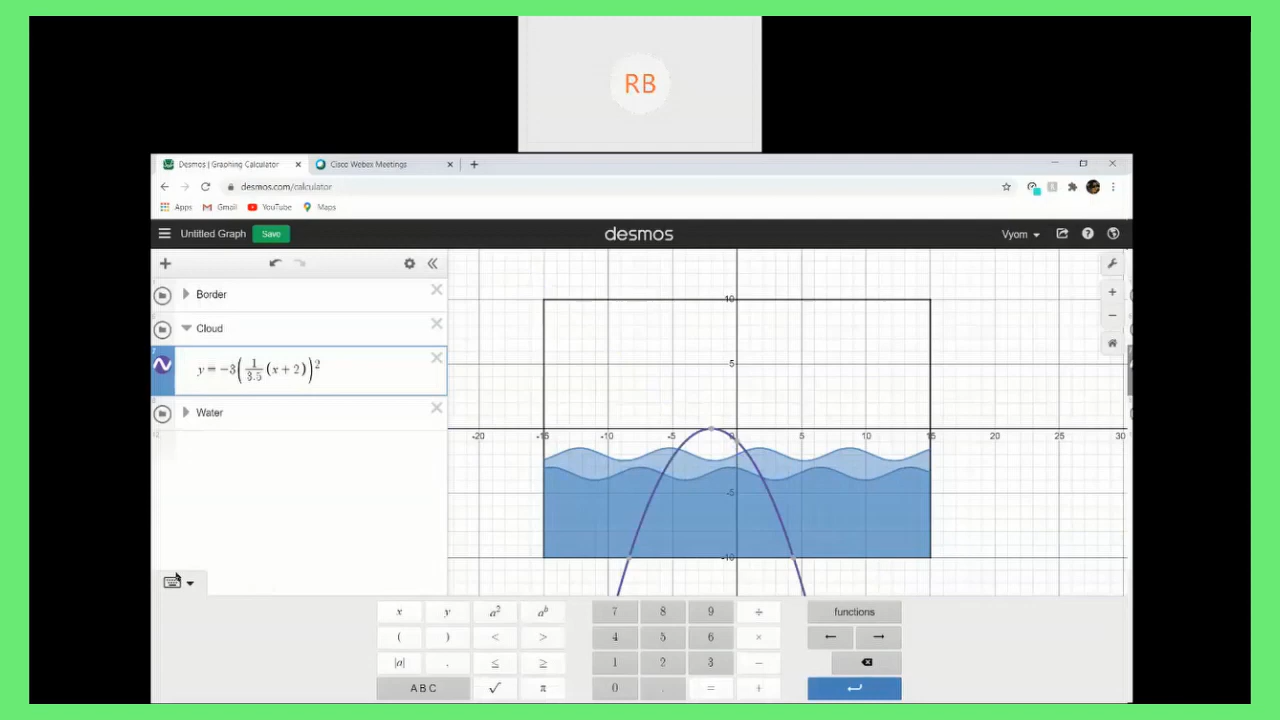 RB
Desmos | Graphing Calculator
Cisco Webex Meetings
desmos.com/calculator
Apps Gmail YouTube Maps
Untitled Graph Save desmos Vyom
Border
Cloud
7
y = −3(1/3.5(x + 2))²
Water
12
10
5
-20 -15 -10 -5 0 5 10 15 20 25 30
-5
-10
x y a² aᵇ 7 8 9 ÷ functions
( ) < > 4 5 6 × ← →
|a| , ≤ ≥ 1 2 3 −
A B C √ π 0 . = +